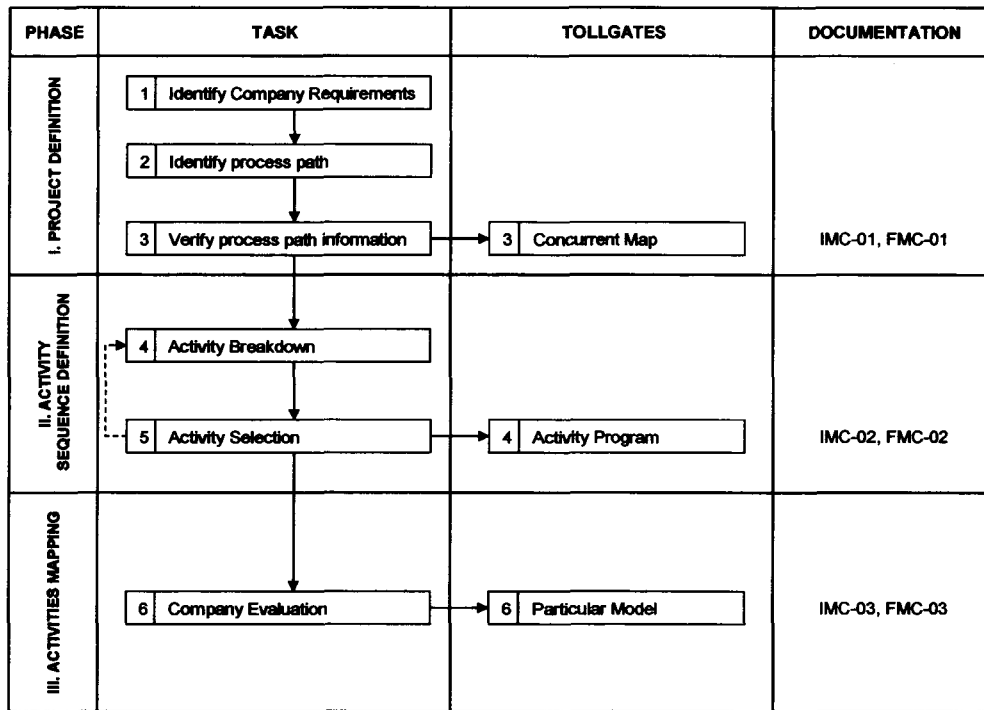 PHASE
TASK
TOLLGATES
DOCUMENTATION
I. PROJECT DEFINITION
1 Identify Company Requirements
2 Identify process path
3 Verify process path information
3 Concurrent Map
IMC-01, FMC-01
II. ACTIVITY
SEQUENCE DEFINITION
4 Activity Breakdown
5 Activity Selection
4 Activity Program
IMC-02, FMC-02
III. ACTIVITIES MAPPING
6 Company Evaluation
6 Particular Model
IMC-03, FMC-03